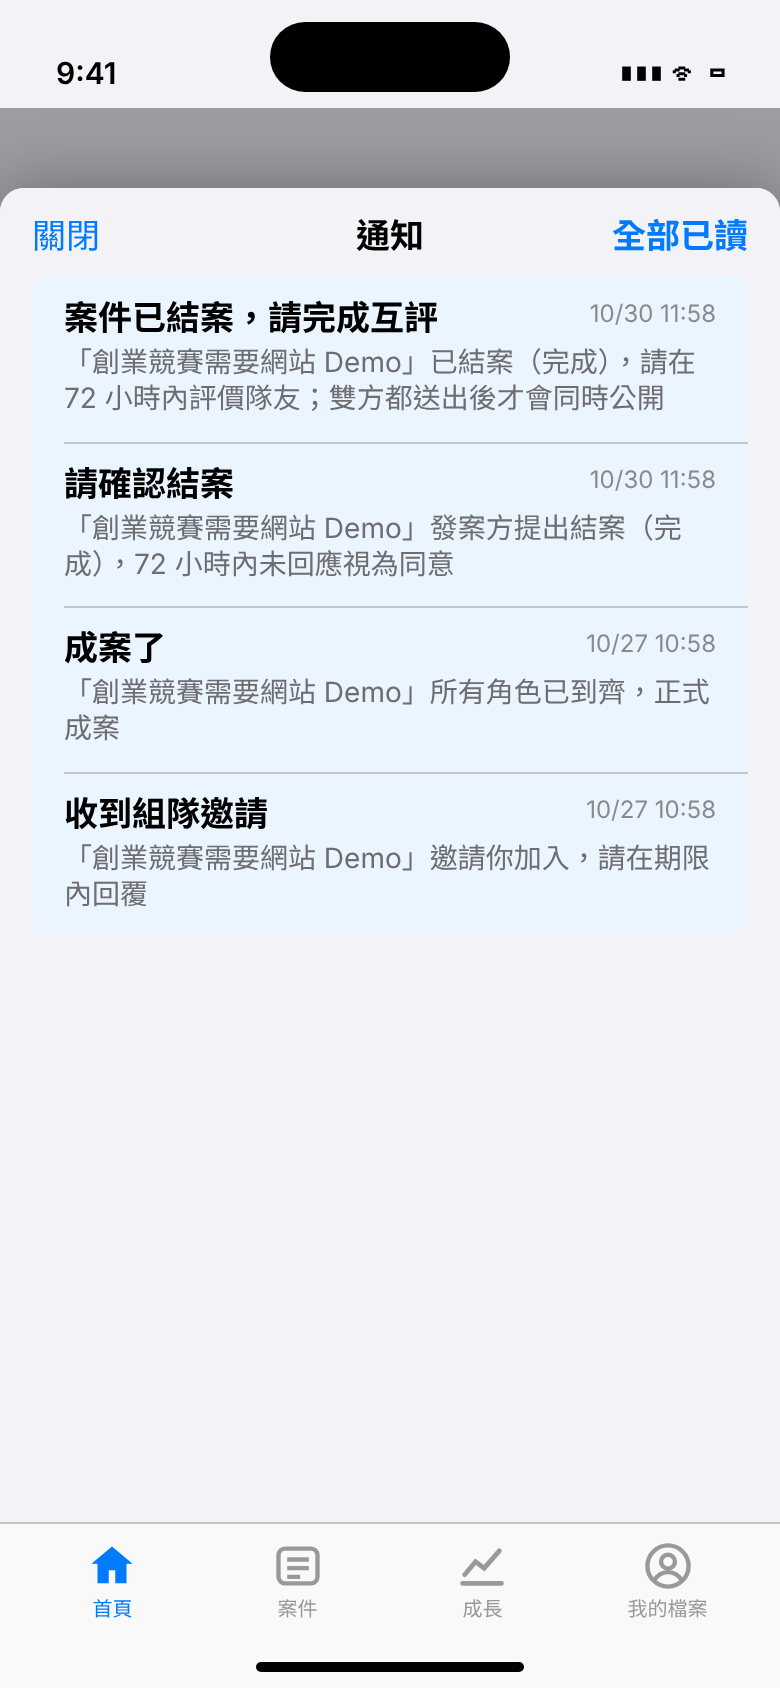 9:41
關閉
通知
全部已讀
案件已結案，請完成互評
10/30 11:58
「創業競賽需要網站 Demo」已結案（完成），請在
72 小時內評價隊友；雙方都送出後才會同時公開
請確認結案
10/30 11:58
「創業競賽需要網站 Demo」發案方提出結案（完
成），72 小時內未回應視為同意
成案了
10/27 10:58
「創業競賽需要網站 Demo」所有角色已到齊，正式
成案
收到組隊邀請
10/27 10:58
「創業競賽需要網站 Demo」邀請你加入，請在期限
內回覆
首頁
案件
成長
我的檔案